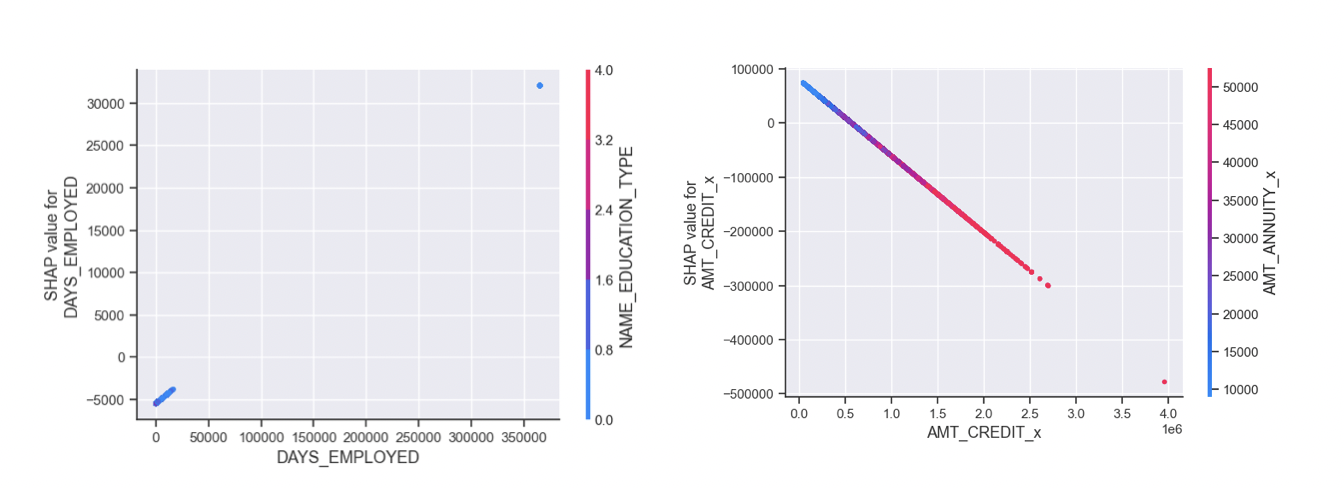 30000
25000
20000
15000
10000
5000
0
−5000
SHAP value for
DAYS_EMPLOYED
0 50000 100000 150000 200000 250000 300000 350000
DAYS_EMPLOYED
4.0
3.2
2.4
1.6
0.8
0.0
NAME_EDUCATION_TYPE
100000
0
−100000
−200000
−300000
−400000
−500000
SHAP value for
AMT_CREDIT_x
0.0 0.5 1.0 1.5 2.0 2.5 3.0 3.5 4.0
1e6
AMT_CREDIT_x
50000
45000
40000
35000
30000
25000
20000
15000
10000
AMT_ANNUITY_x